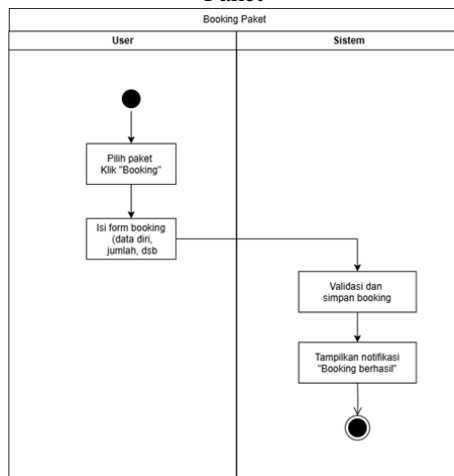 Paket
Booking Paket
User
Sistem
Pilih paket
Klik "Booking"
Isi form booking
(data diri,
jumlah, dsb
Validasi dan
simpan booking
Tampilkan notifikasi
"Booking berhasil"